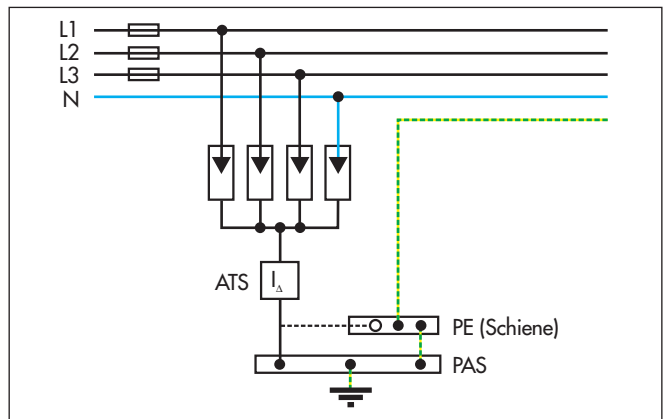 L1
L2
L3
N
ATS
I△
PE (Schiene)
PAS